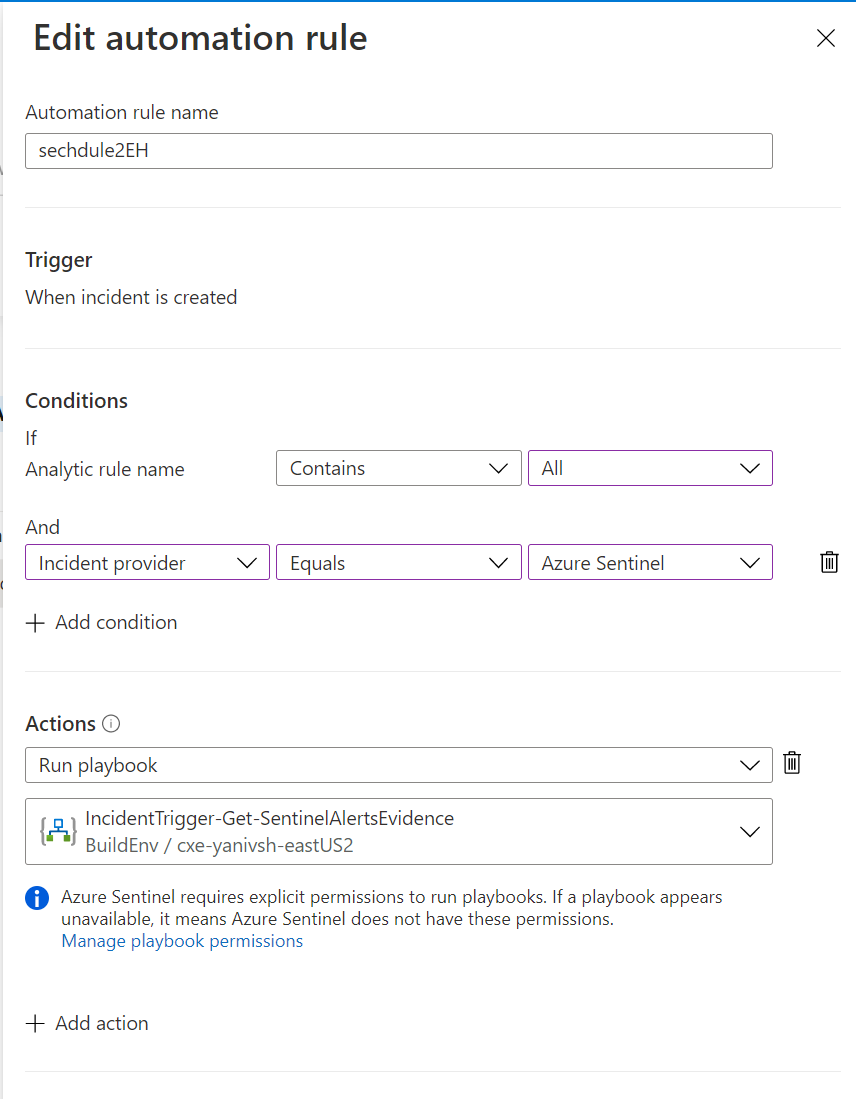 Edit automation rule
Automation rule name
sechdule2EH
Trigger
When incident is created
Conditions
If
Analytic rule name Contains All
And
Incident provider Equals Azure Sentinel
Add condition
Actions
Run playbook
IncidentTrigger-Get-SentinelAlertsEvidence
BuildEnv / cxe-yanivsh-eastUS2
Azure Sentinel requires explicit permissions to run playbooks. If a playbook appears
unavailable, it means Azure Sentinel does not have these permissions.
Manage playbook permissions
Add action